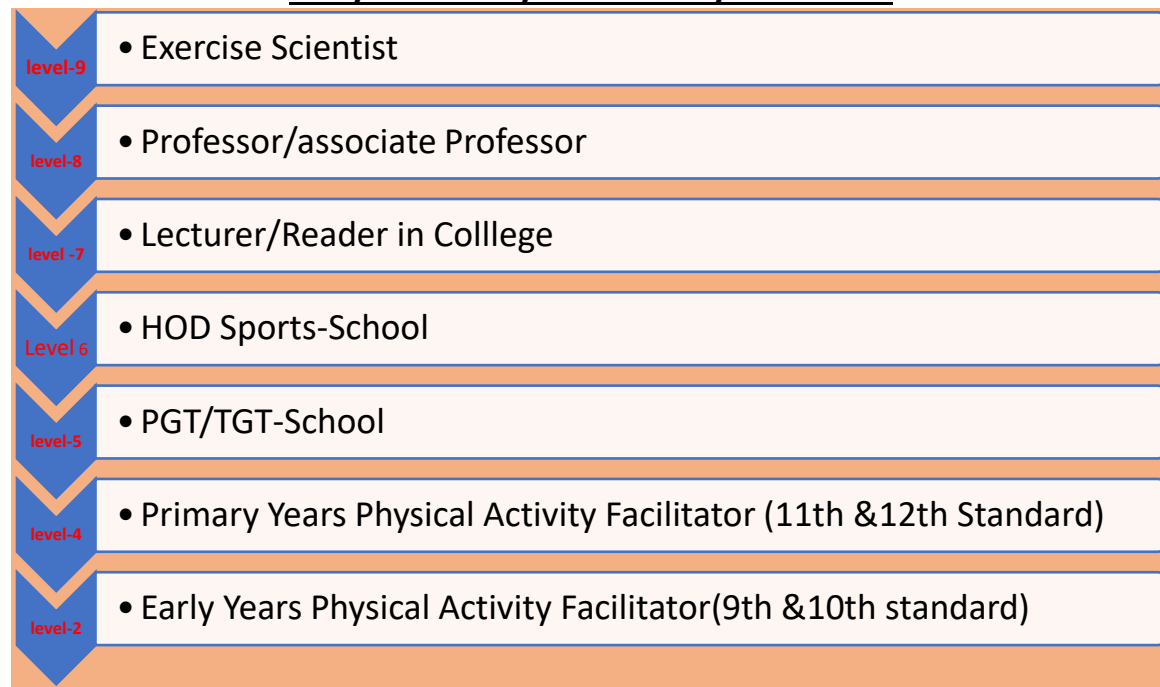 level-9
• Exercise Scientist
level-8
• Professor/associate Professor
level -7
• Lecturer/Reader in Colllege
Level 6
• HOD Sports-School
level-5
• PGT/TGT-School
level-4
• Primary Years Physical Activity Facilitator (11th &12th Standard)
level-2
• Early Years Physical Activity Facilitator(9th &10th standard)